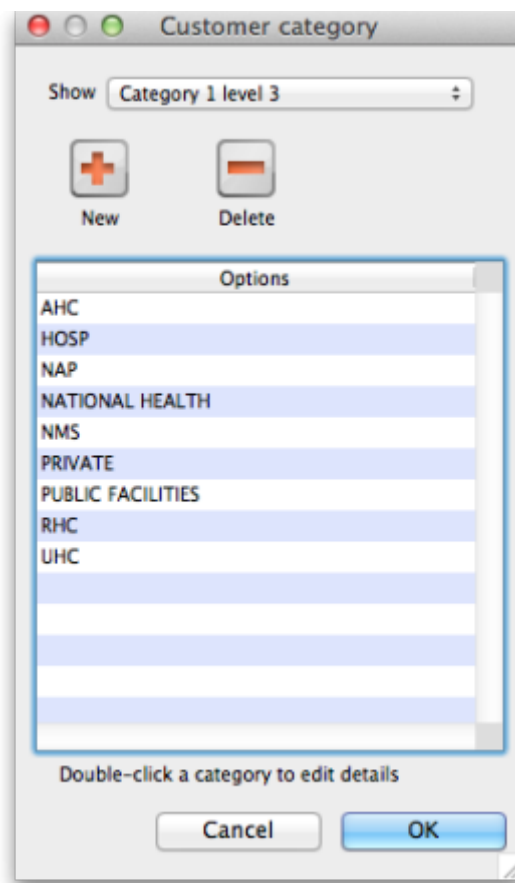 Customer category
Show Category 1 level 3
New Delete
Options
AHC
HOSP
NAP
NATIONAL HEALTH
NMS
PRIVATE
PUBLIC FACILITIES
RHC
UHC
Double-click a category to edit details
Cancel OK